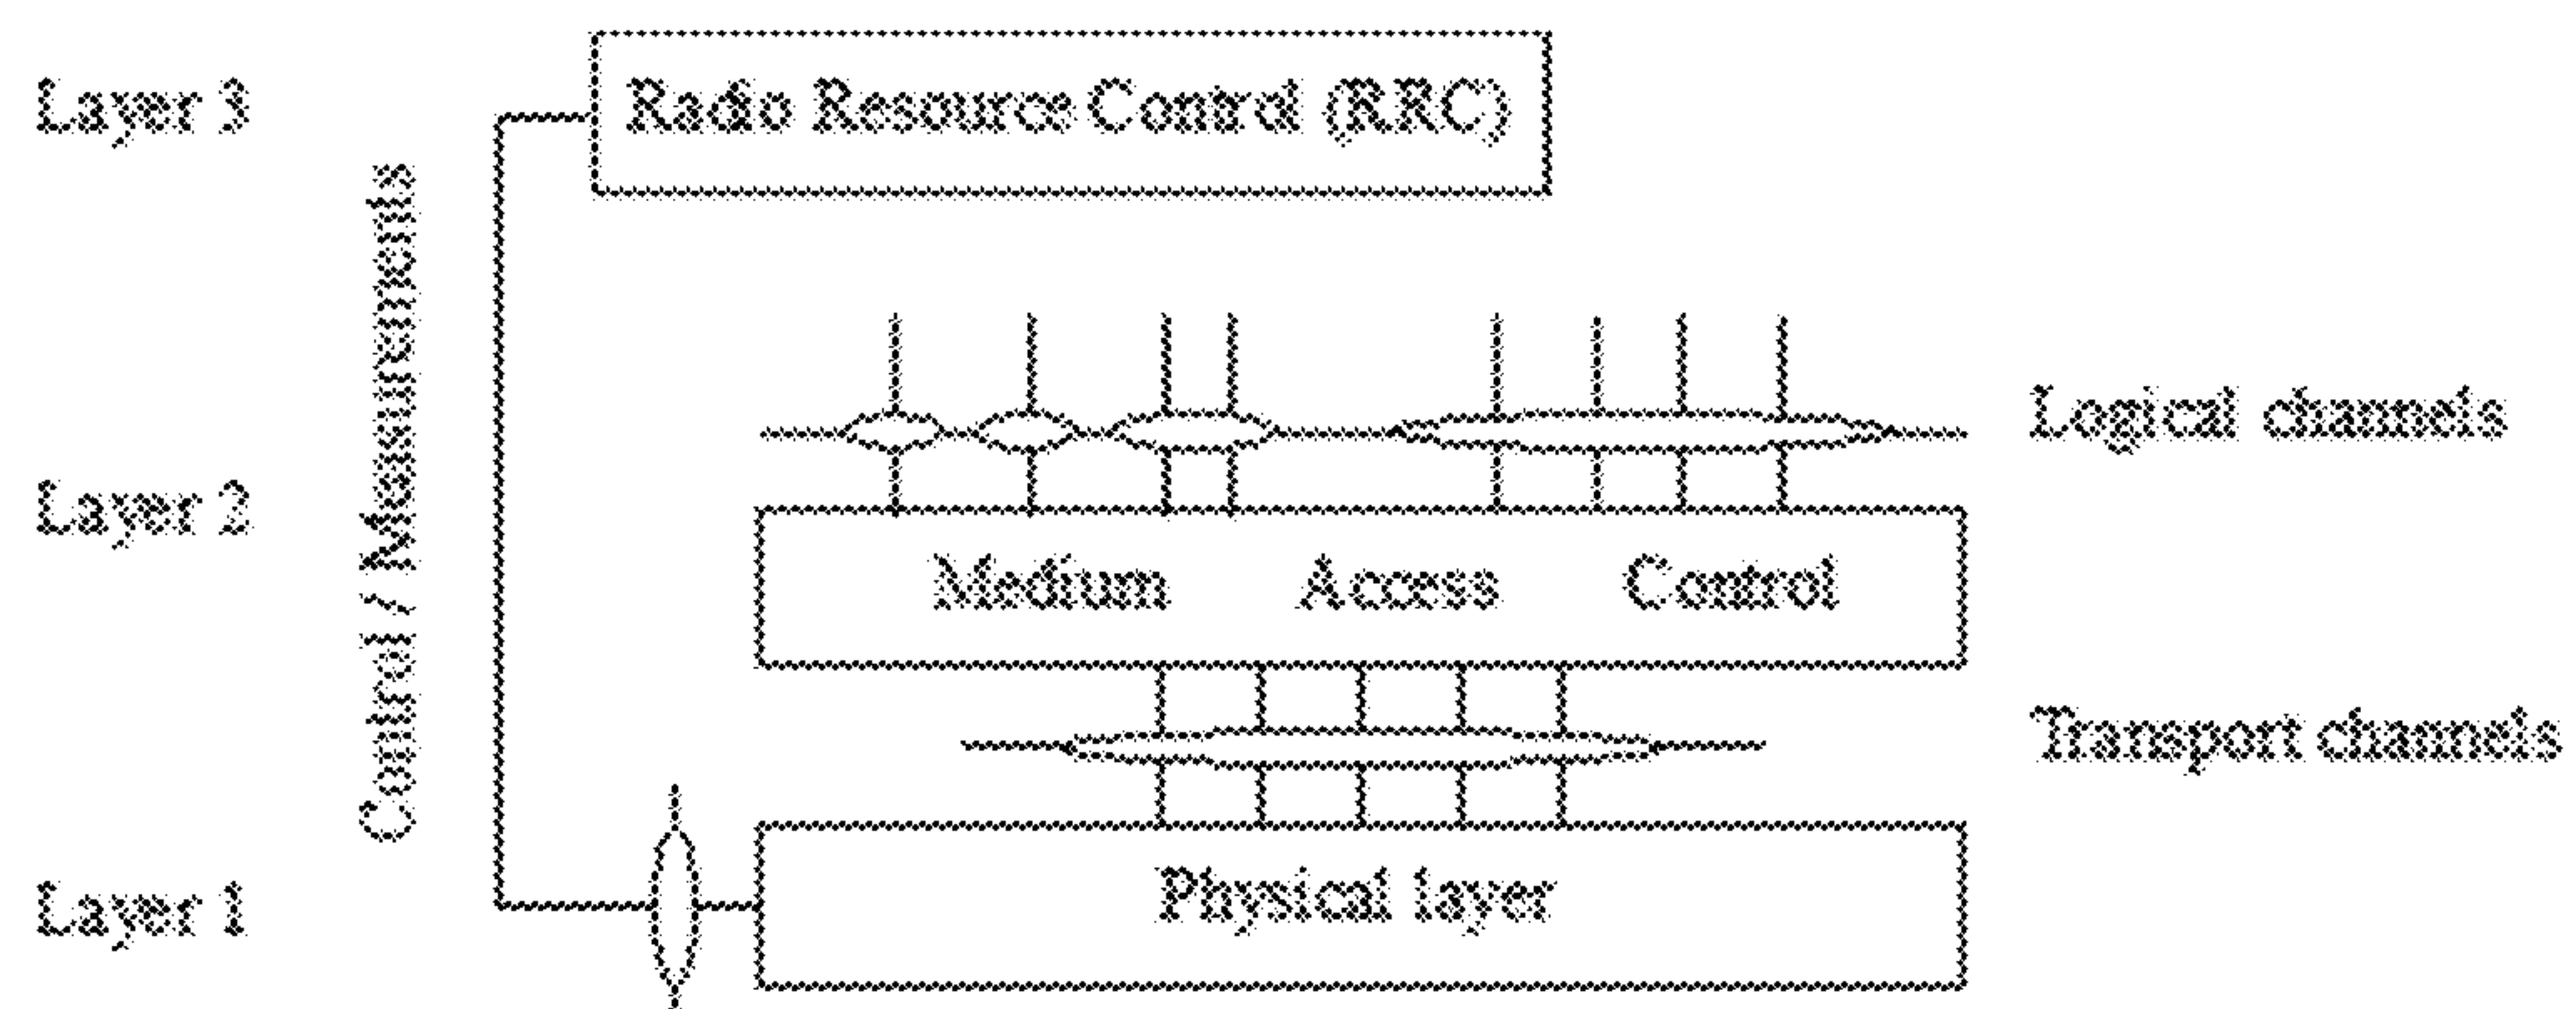 Layer 3
Radio Resource Control (RRC)
Control / Measurements
Logical channels
Layer 2
Medium Access Control
Transport channels
Layer 1
Physical layer